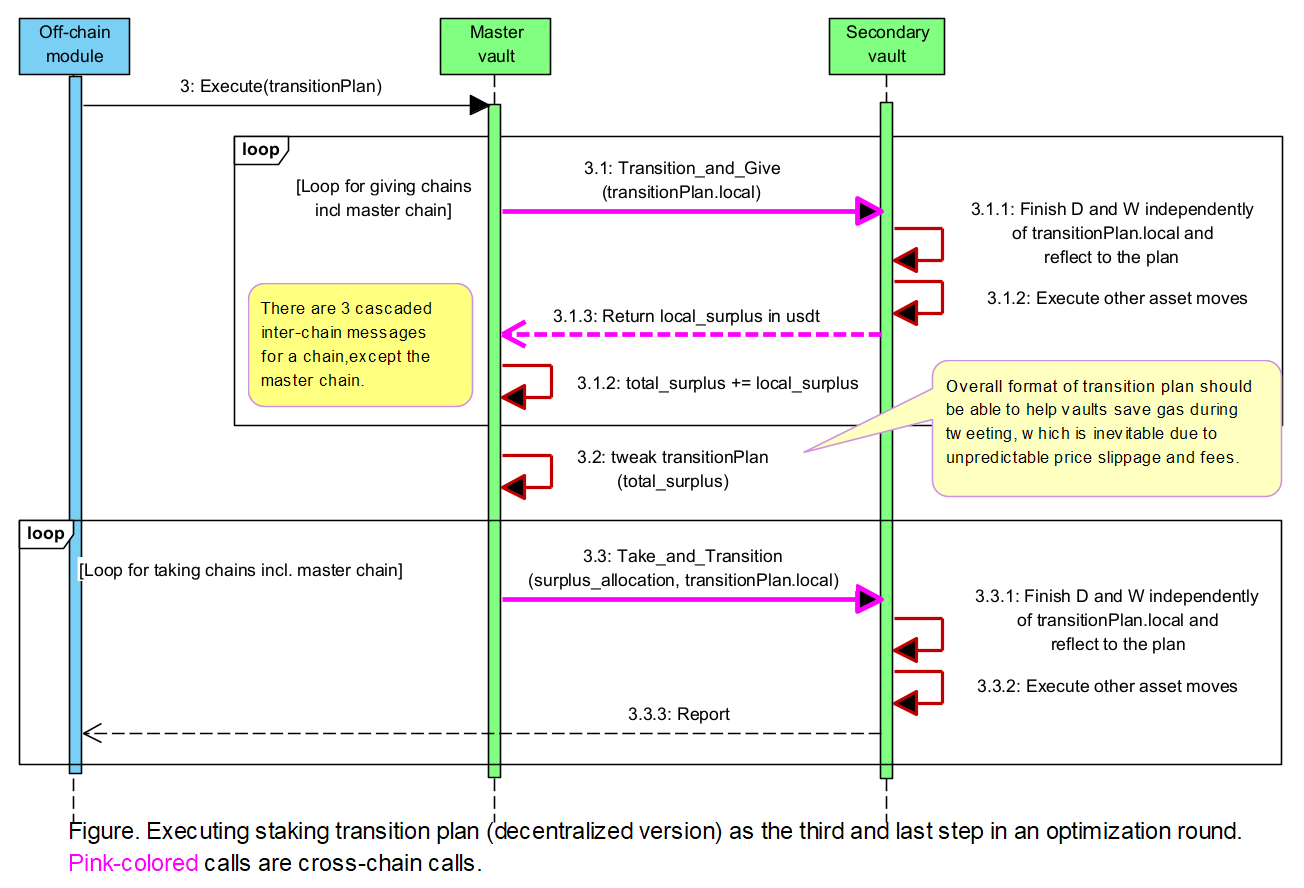 Off-chain
module
Master
vault
Secondary
vault
3: Execute(transitionPlan)
loop
[Loop for giving chains
incl master chain]
3.1: Transition_and_Give
(transitionPlan.local)
3.1.1: Finish D and W independently
of transitionPlan.local and
reflect to the plan
3.1.2: Execute other asset moves
There are 3 cascaded
inter-chain messages
for a chain,except the
master chain.
3.1.3: Return local_surplus in usdt
3.1.2: total_surplus += local_surplus
Overall format of transition plan should
be able to help vaults save gas during
tweeting, which is inevitable due to
unpredictable price slippage and fees.
3.2: tweak transitionPlan
(total_surplus)
loop
[Loop for taking chains incl. master chain]
3.3: Take_and_Transition
(surplus_allocation, transitionPlan.local)
3.3.1: Finish D and W independently
of transitionPlan.local and
reflect to the plan
3.3.2: Execute other asset moves
3.3.3: Report
Figure. Executing staking transition plan (decentralized version) as the third and last step in an optimization round.
Pink-colored calls are cross-chain calls.